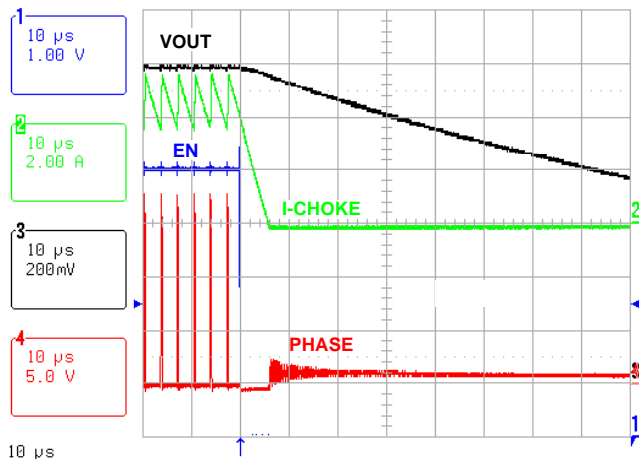 1
10 µs
1.00 V
2
10 µs
2.00 A
3
10 µs
200mV
4
10 µs
5.0 V
10 µs
VOUT
EN
I-CHOKE
PHASE
2
1